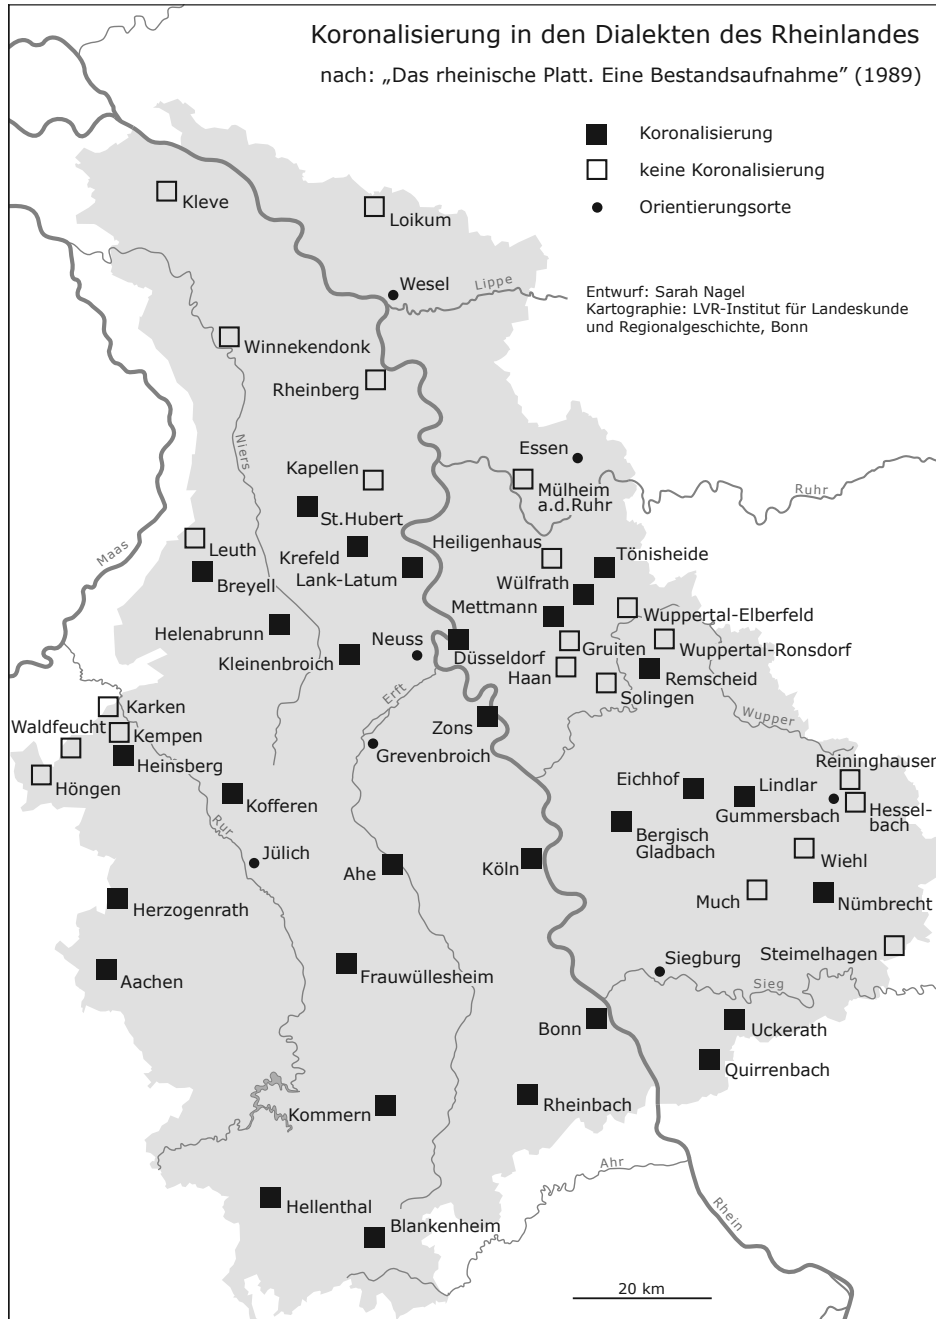 Koronalisierung in den Dialekten des Rheinlandes
nach: „Das rheinische Platt. Eine Bestandsaufnahme” (1989)
Koronalisierung
keine Koronalisierung
Orientierungsorte
Entwurf: Sarah Nagel
Kartographie: LVR-Institut für Landeskunde
und Regionalgeschichte, Bonn
Kleve
Loikum
Wesel
Lippe
Winnekendonk
Rheinberg
Niers
Essen
Kapellen
Mülheim
a.d.Ruhr
Ruhr
St.Hubert
Maas
Leuth
Krefeld
Heiligenhaus
Tönisheide
Breyell
Lank-Latum
Wülfrath
Mettmann
Wuppertal-Elberfeld
Helenabrunn
Neuss
Kleinenbroich
Düsseldorf
Gruiten
Wuppertal-Ronsdorf
Haan
Remscheid
Erft
Solingen
Karken
Waldfeucht
Kempen
Zons
Wupper
Heinsberg
Grevenbroich
Höngen
Reininghausen
Kofferen
Eichhof
Lindlar
Gummersbach
Hessel-
bach
Rur
Bergisch
Gladbach
Jülich
Ahe
Köln
Wiehl
Herzogenrath
Much
Nümbrecht
Steimelhagen
Siegburg
Aachen
Frauwüllesheim
Sieg
Bonn
Uckerath
Quirrenbach
Kommern
Rheinbach
Ahr
Hellenthal
Rhein
Blankenheim
20 km